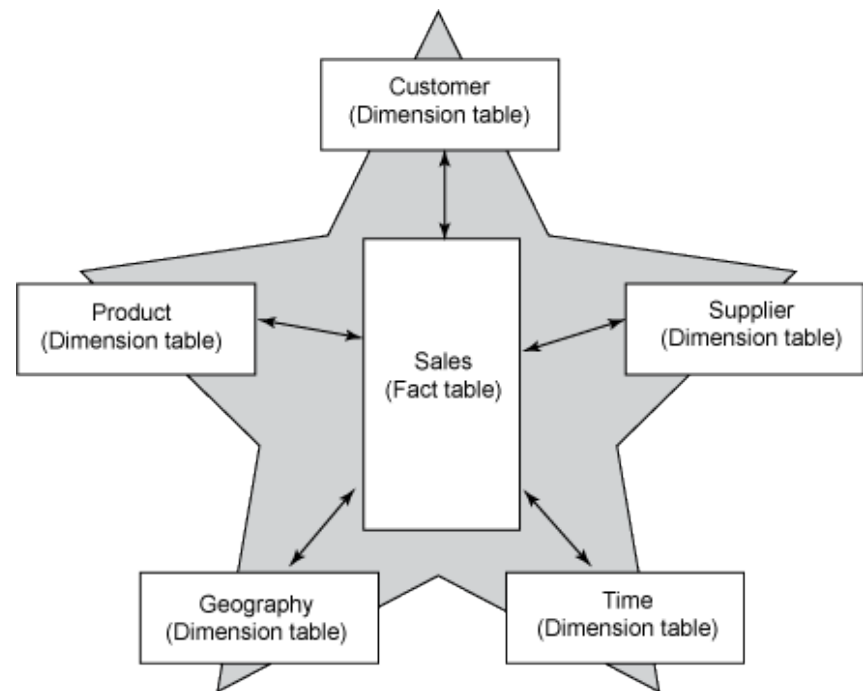 Customer
(Dimension table)
Product
(Dimension table)
Supplier
(Dimension table)
Sales
(Fact table)
Geography
(Dimension table)
Time
(Dimension table)